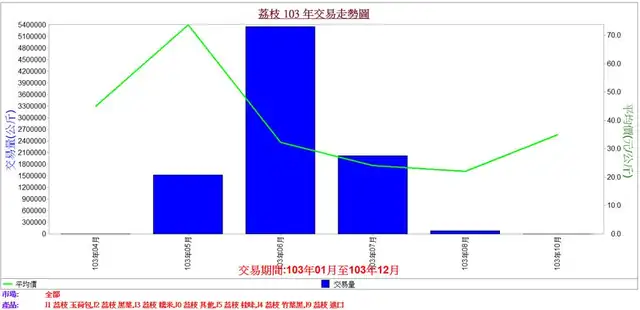 荔枝 103 年交易走勢圖
5400000
5100000
4800000
4500000
4200000
3900000
3600000
3300000
3000000
2700000
2400000
2100000
1800000
1500000
1200000
900000
600000
300000
0
交易量(公斤)
70.0
60.0
50.0
40.0
30.0
20.0
10.0
0.0
平均價(元/公斤)
103年04月
103年05月
103年06月
103年07月
103年08月
103年10月
交易期間:103年01月至103年12月
平均價
交易量
市場: 全部
產品: J1 荔枝 玉荷包,J2 荔枝 黑葉,J3 荔枝 糯米,J0 荔枝 其他,J5 荔枝 桂味,J4 荔枝 竹葉黑,J9 荔枝 進口